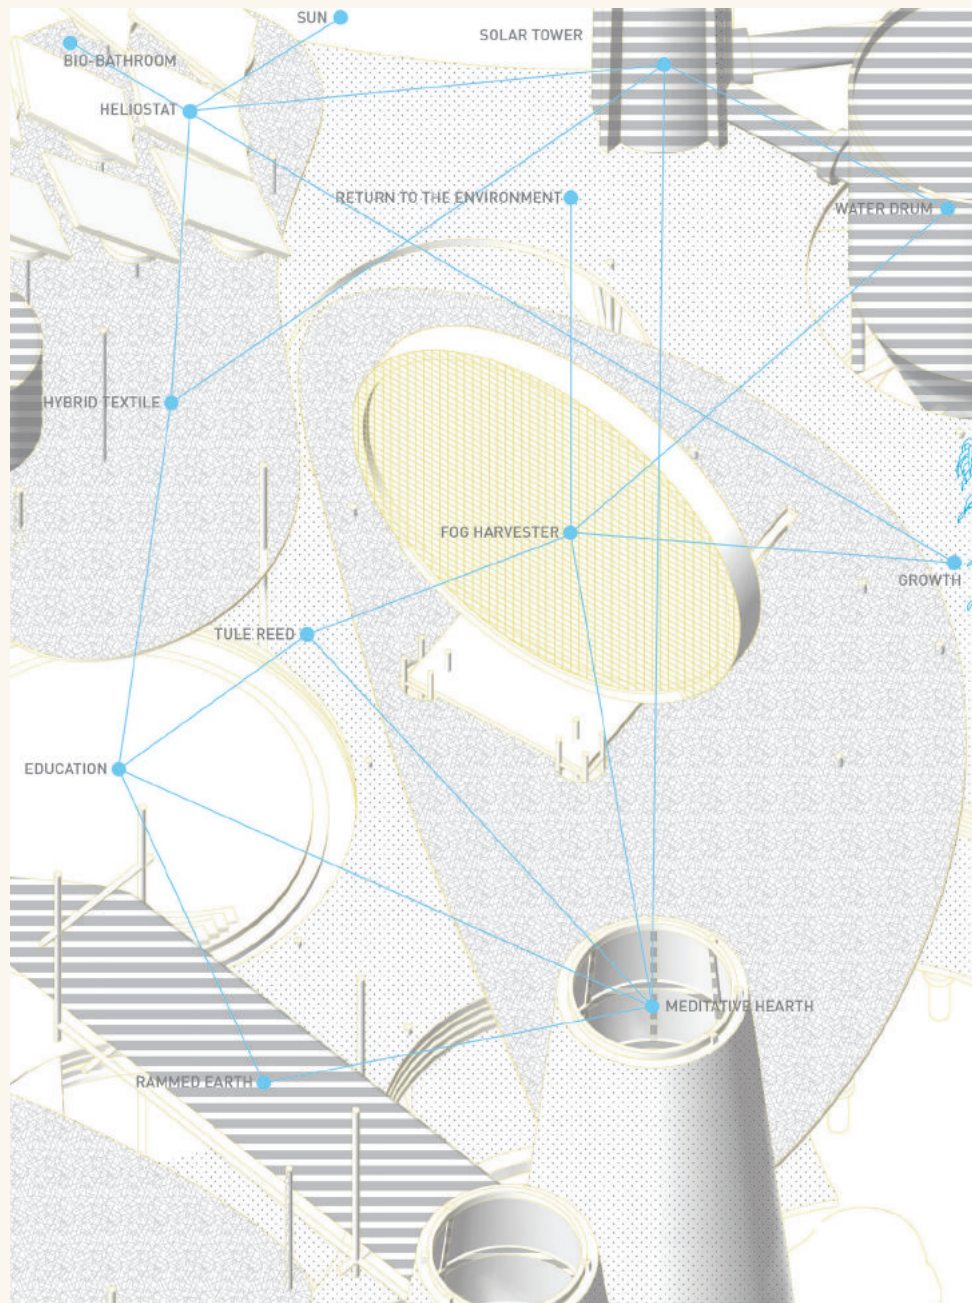 SUN
SOLAR TOWER
BIO-BATHROOM
HELIOSTAT
RETURN TO THE ENVIRONMENT
WATER DRUM
HYBRID TEXTILE
FOG HARVESTER
GROWTH
TULE REED
EDUCATION
MEDITATIVE HEARTH
RAMMED EARTH